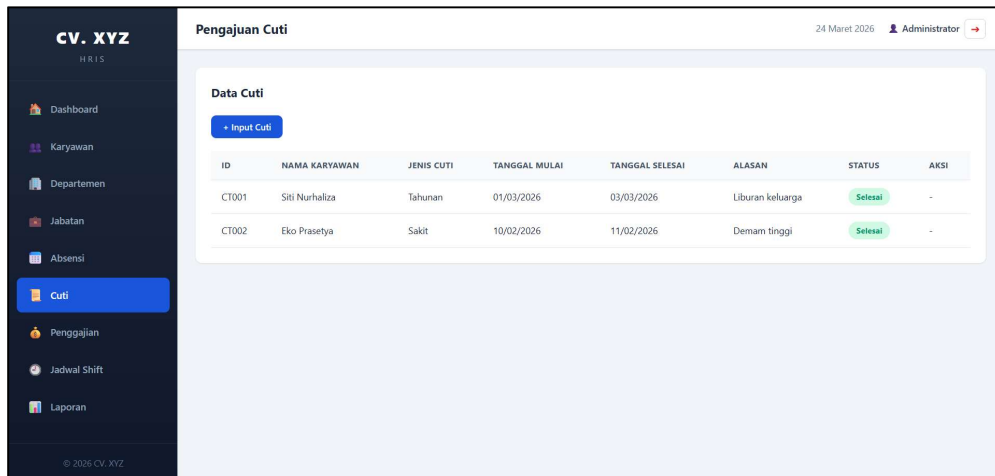 CV. XYZ
HRIS
Dashboard
Karyawan
Departemen
Jabatan
Absensi
Cuti
Penggajian
Jadwal Shift
Laporan
© 2026 CV. XYZ
Pengajuan Cuti
24 Maret 2026 Administrator →
Data Cuti
+ Input Cuti
ID NAMA KARYAWAN JENIS CUTI TANGGAL MULAI TANGGAL SELESAI ALASAN STATUS AKSI
CT001 Siti Nurhaliza Tahunan 01/03/2026 03/03/2026 Liburan keluarga Selesai -
CT002 Eko Prasetya Sakit 10/02/2026 11/02/2026 Demam tinggi Selesai -